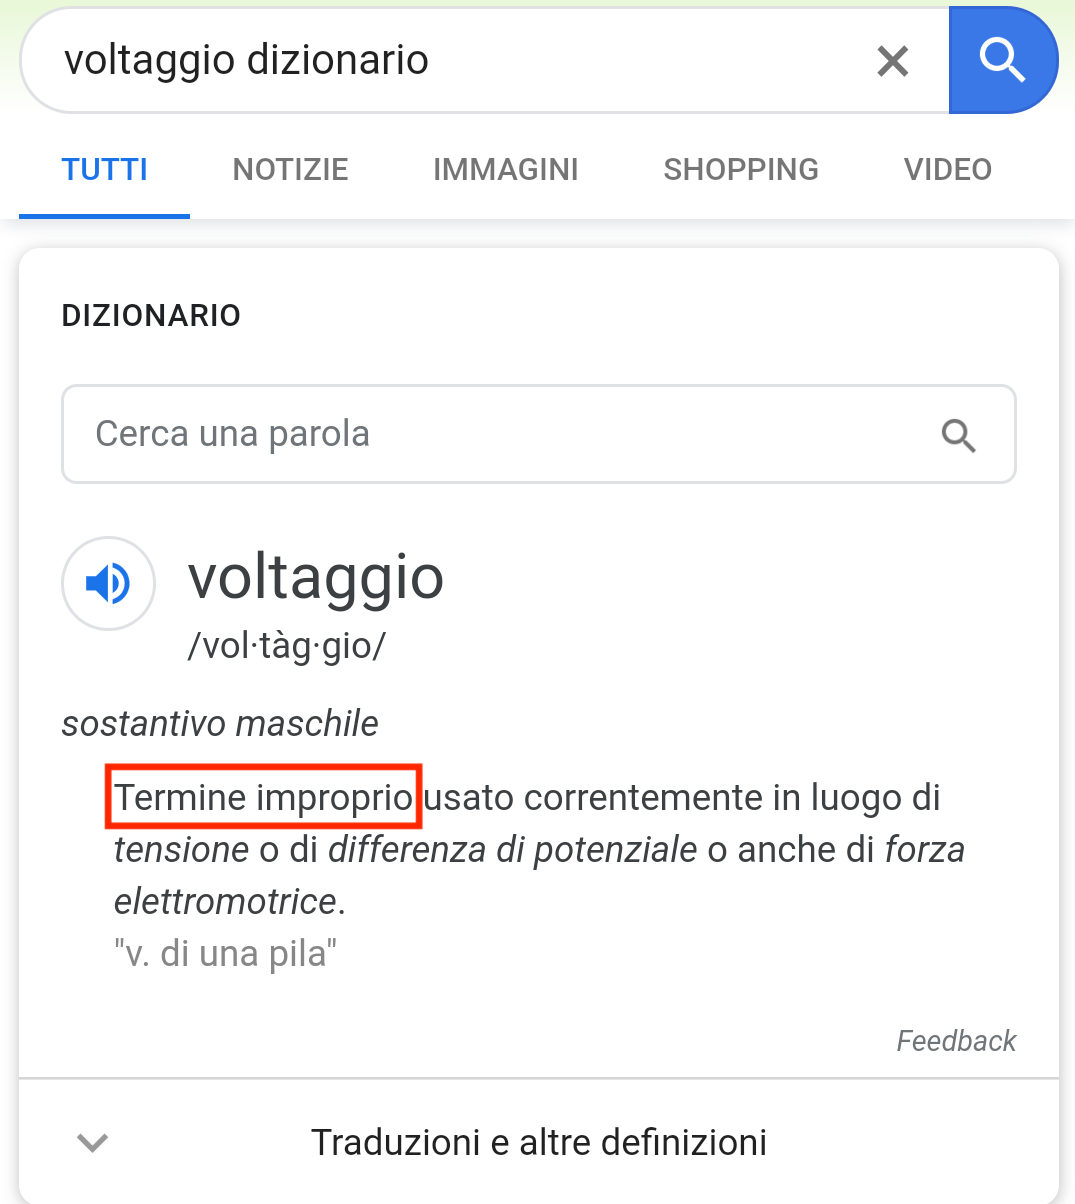 voltaggio dizionario
TUTTI NOTIZIE IMMAGINI SHOPPING VIDEO
DIZIONARIO
Cerca una parola
voltaggio
/vol·tàg·gio/
sostantivo maschile
Termine improprio usato correntemente in luogo di
tensione o di differenza di potenziale o anche di forza
elettromotrice.
"v. di una pila"
Feedback
Traduzioni e altre definizioni